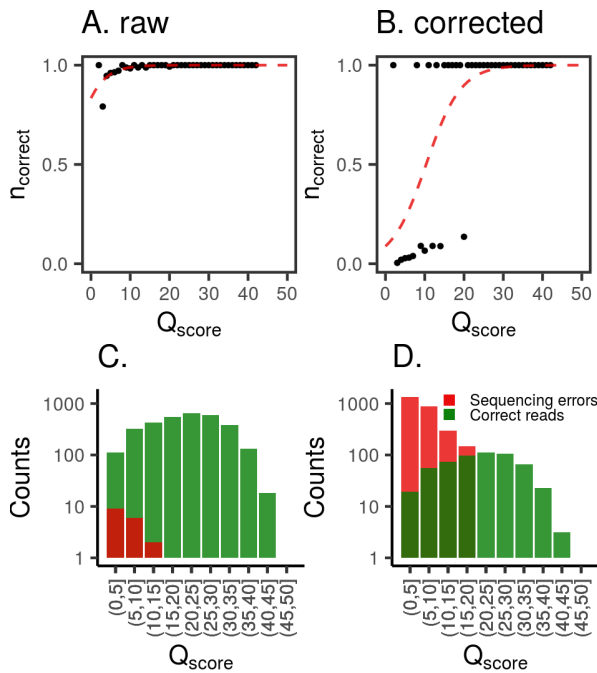 A. raw
B. corrected
1.0
0.5
0.0
n_correct
0 10 20 30 40 50
Q_score
1.0
0.5
0.0
n_correct
0 10 20 30 40 50
Q_score
C.
D.
1000
100
10
1
Counts
(0,5]
(5,10]
(10,15]
(15,20]
(20,25]
(25,30]
(30,35]
(35,40]
(40,45]
(45,50]
Q_score
Sequencing errors
Correct reads
1000
100
10
1
Counts
(0,5]
(5,10]
(10,15]
(15,20]
(20,25]
(25,30]
(30,35]
(35,40]
(40,45]
(45,50]
Q_score